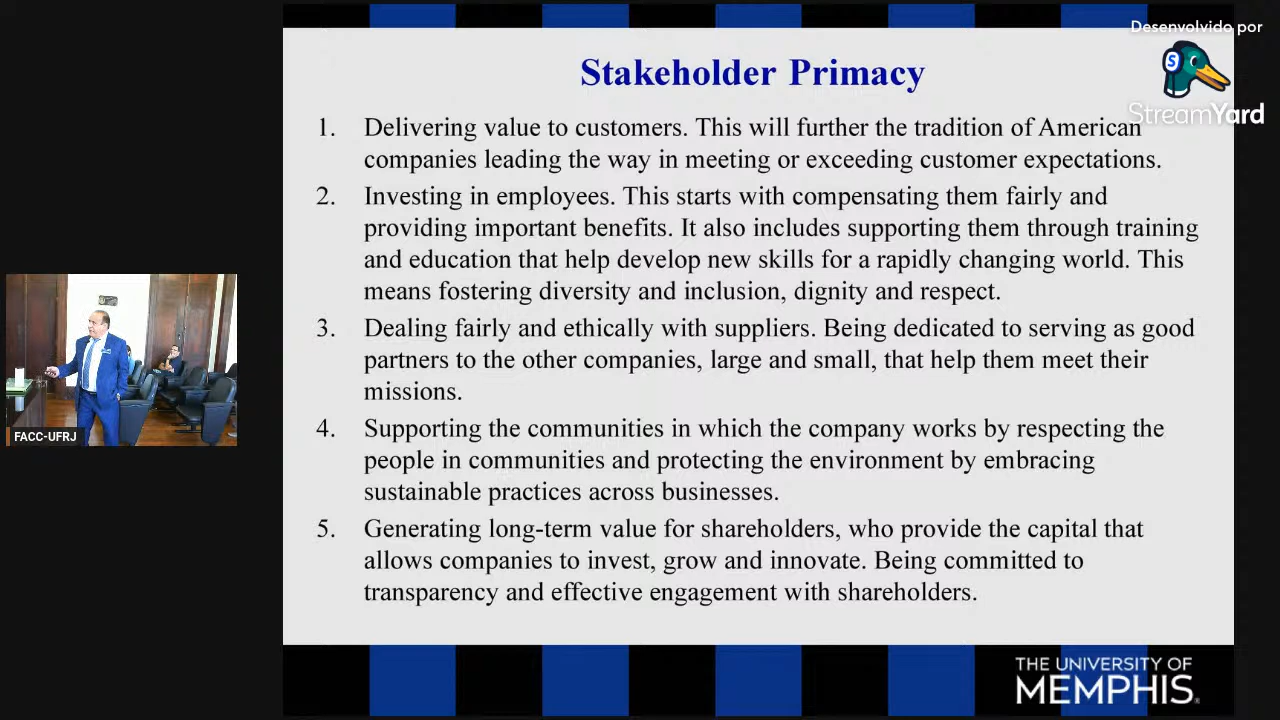 Desenvolvido por
StreamYard
Stakeholder Primacy
1. Delivering value to customers. This will further the tradition of American
companies leading the way in meeting or exceeding customer expectations.
2. Investing in employees. This starts with compensating them fairly and
providing important benefits. It also includes supporting them through training
and education that help develop new skills for a rapidly changing world. This
means fostering diversity and inclusion, dignity and respect.
3. Dealing fairly and ethically with suppliers. Being dedicated to serving as good
partners to the other companies, large and small, that help them meet their
missions.
4. Supporting the communities in which the company works by respecting the
people in communities and protecting the environment by embracing
sustainable practices across businesses.
5. Generating long-term value for shareholders, who provide the capital that
allows companies to invest, grow and innovate. Being committed to
transparency and effective engagement with shareholders.
FACC-UFRJ
THE UNIVERSITY OF
MEMPHIS